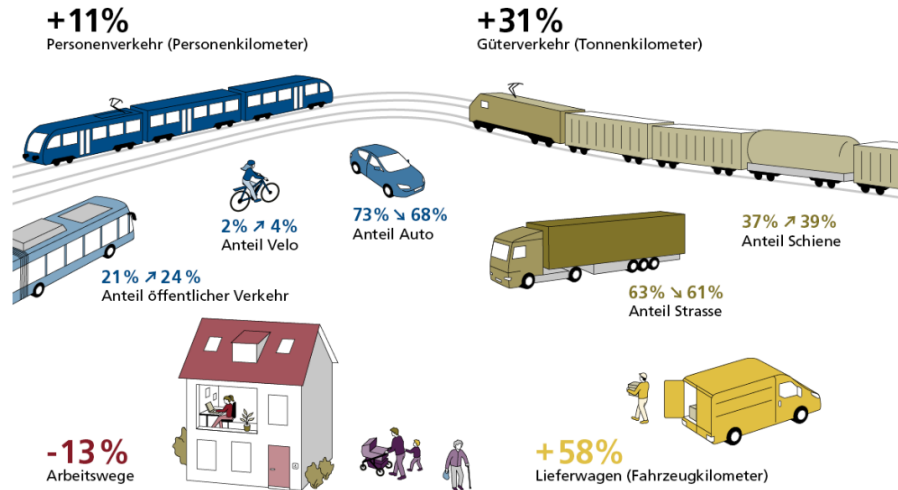 +11%
Personenverkehr (Personenkilometer)
+31%
Güterverkehr (Tonnenkilometer)
2% ↗ 4%
Anteil Velo
73% ↘ 68%
Anteil Auto
21% ↗ 24%
Anteil öffentlicher Verkehr
37% ↗ 39%
Anteil Schiene
63% ↘ 61%
Anteil Strasse
-13%
Arbeitswege
+58%
Lieferwagen (Fahrzeugkilometer)